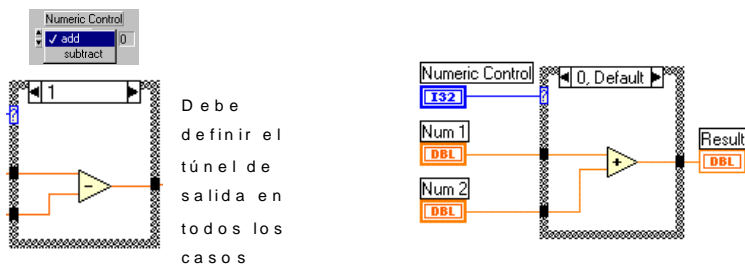 Numeric Control
✓ add 0
subtract
1
?
-
Debe
definir el
túnel de
salida en
todos los
casos
Numeric Control
I32
0, Default
?
Num 1
DBL
+
Result
DBL
Num 2
DBL